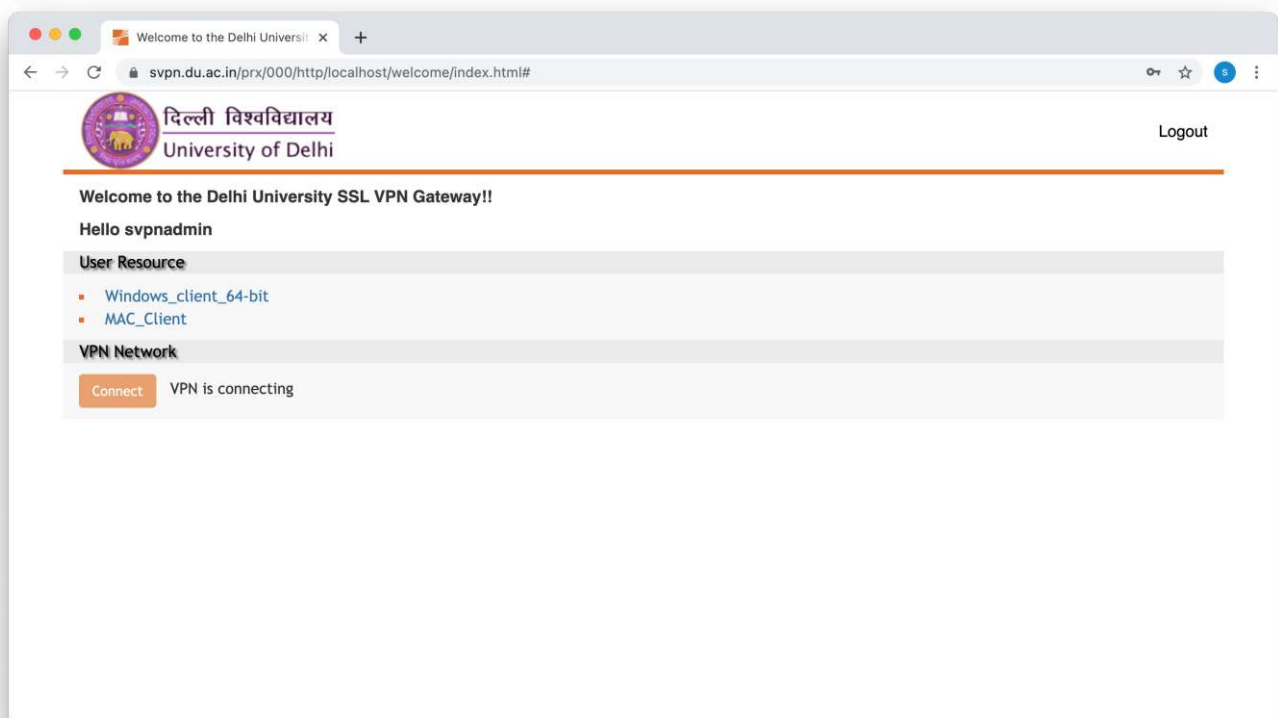 Welcome to the Delhi Universit
svpn.du.ac.in/prx/000/http/localhost/welcome/index.html#
S
दिल्ली विश्वविद्यालय
University of Delhi
Logout
Welcome to the Delhi University SSL VPN Gateway!!
Hello svpnadmin
User Resource
Windows_client_64-bit
MAC_Client
VPN Network
Connect VPN is connecting